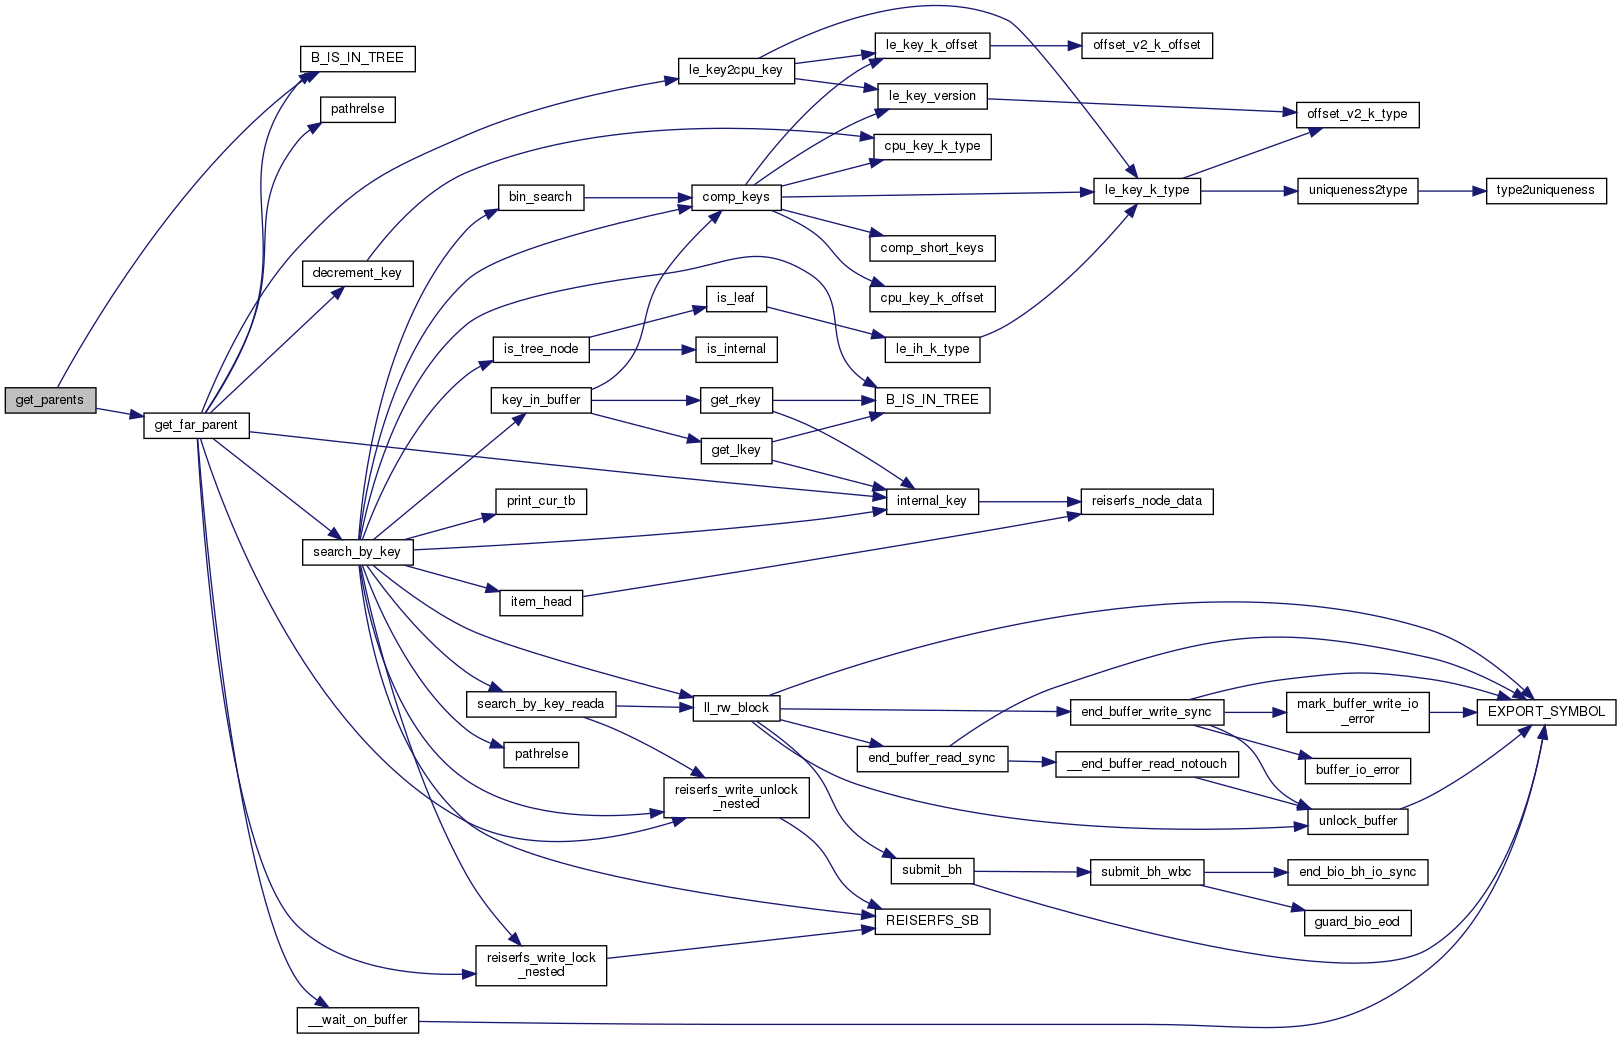 get_parents
get_far_parent
B_IS_IN_TREE
pathrelse
decrement_key
search_by_key
__wait_on_buffer
bin_search
is_tree_node
key_in_buffer
print_cur_tb
item_head
search_by_key_reada
pathrelse
reiserfs_write_lock
_nested
le_key2cpu_key
comp_keys
is_leaf
is_internal
get_rkey
get_lkey
ll_rw_block
reiserfs_write_unlock
_nested
le_key_k_offset
le_key_version
cpu_key_k_type
comp_short_keys
cpu_key_k_offset
le_ih_k_type
B_IS_IN_TREE
internal_key
end_buffer_read_sync
submit_bh
REISERFS_SB
offset_v2_k_offset
le_key_k_type
reiserfs_node_data
end_buffer_write_sync
__end_buffer_read_notouch
submit_bh_wbc
offset_v2_k_type
uniqueness2type
mark_buffer_write_io
_error
buffer_io_error
unlock_buffer
end_bio_bh_io_sync
guard_bio_eod
type2uniqueness
EXPORT_SYMBOL